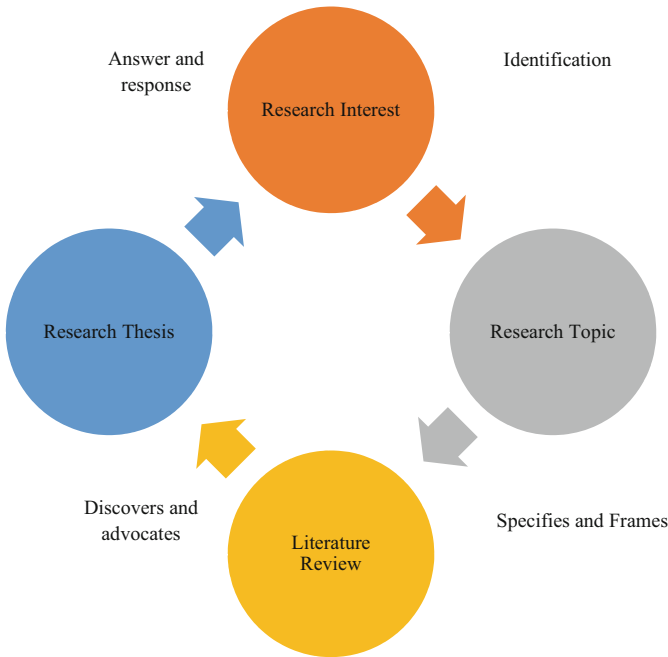 Answer and
response
Identification
Research Interest
Research Thesis
Research Topic
Discovers and
advocates
Specifies and Frames
Literature
Review